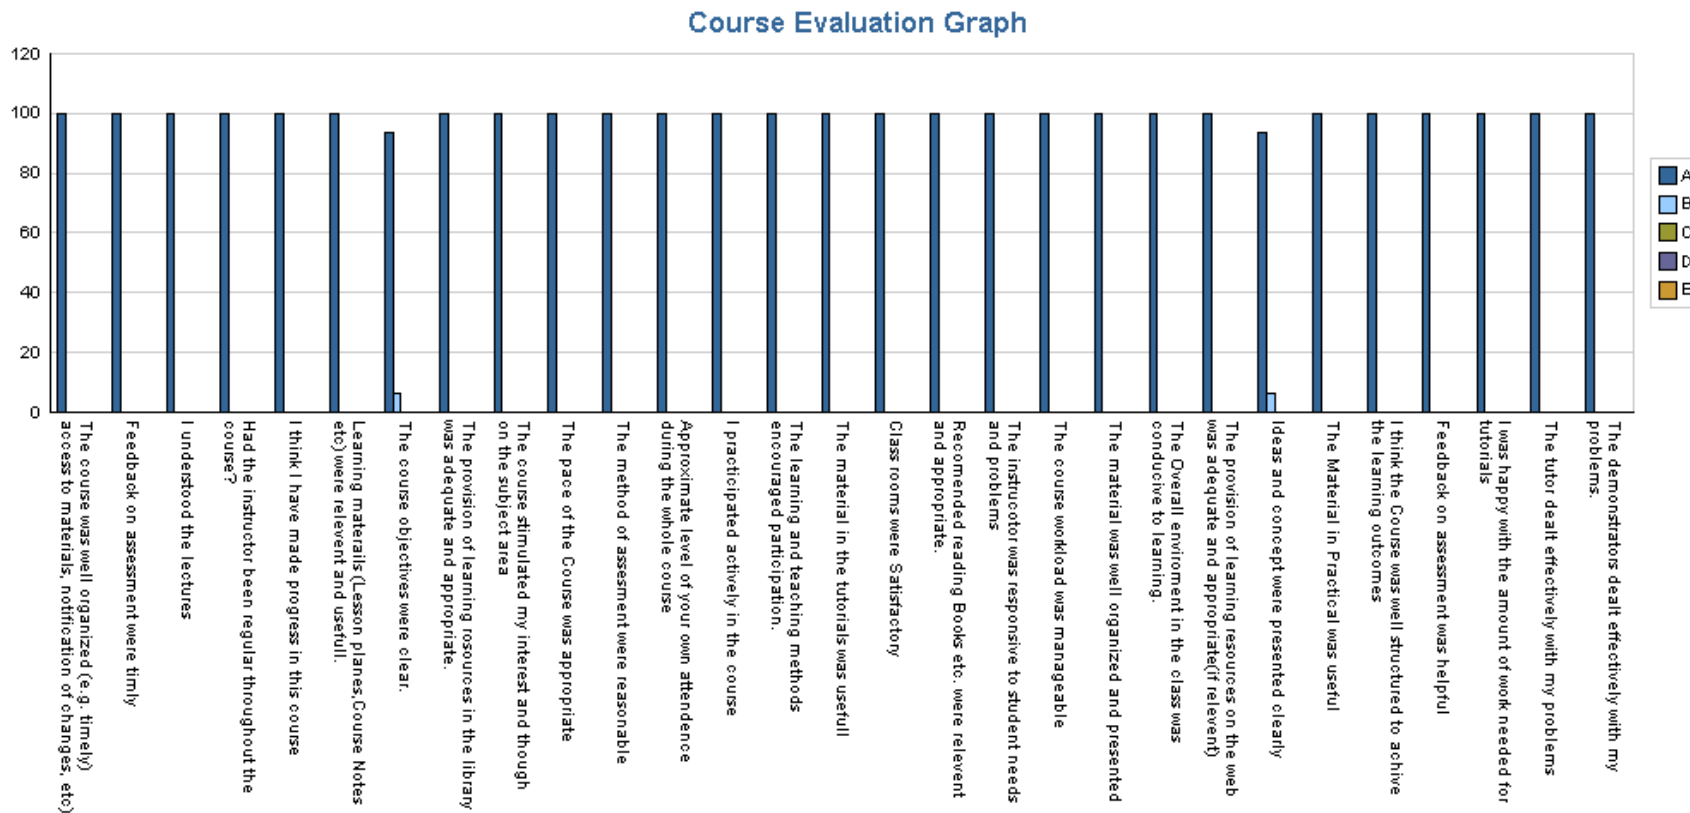 Course Evaluation Graph
120
100
80
60
40
20
0
The course was well organized (e.g. timely)
access to materials, notification of changes, etc)
Feedback on assessment were timly
I understood the lectures
Had the instructor been regular throughout the
course?
I think I have made progress in this course
Learning materails (Lesson planes,Course Notes
etc) were relevent and usefull.
The course objectives were clear.
The provision of learning rosources in the library
was adequate and appropriate.
The course stimulated my interest and though
on the subject area
The pace of the Course was appropriate
The method of assesment were reasonable
Approximate level of your own attendence
during the whole course
I practicipated actively in the course
The learning and teaching methods
encouraged participation.
The material in the tutorials was usefull
Class rooms were Satisfactory
Recomended reading Books etc. were relevent
and appropriate.
The instrucotor was responsive to student needs
and problems
The course workload was manageable
The material was well organized and presented
The Overall enviroment in the class was
conducive to learning.
The provision of learning resources on the web
was adequate and appropriate(if relevent)
Ideas and concept were presented clearly
The Material in Practical was useful
I think the Course was well structured to achive
the learning outcomes
Feedback on assessment was helpful
I was happy with the amount of work needed for
tutorials
The tutor dealt effectively with my problems
The demonstrators dealt effectively with my
problems.
A
B
C
D
E